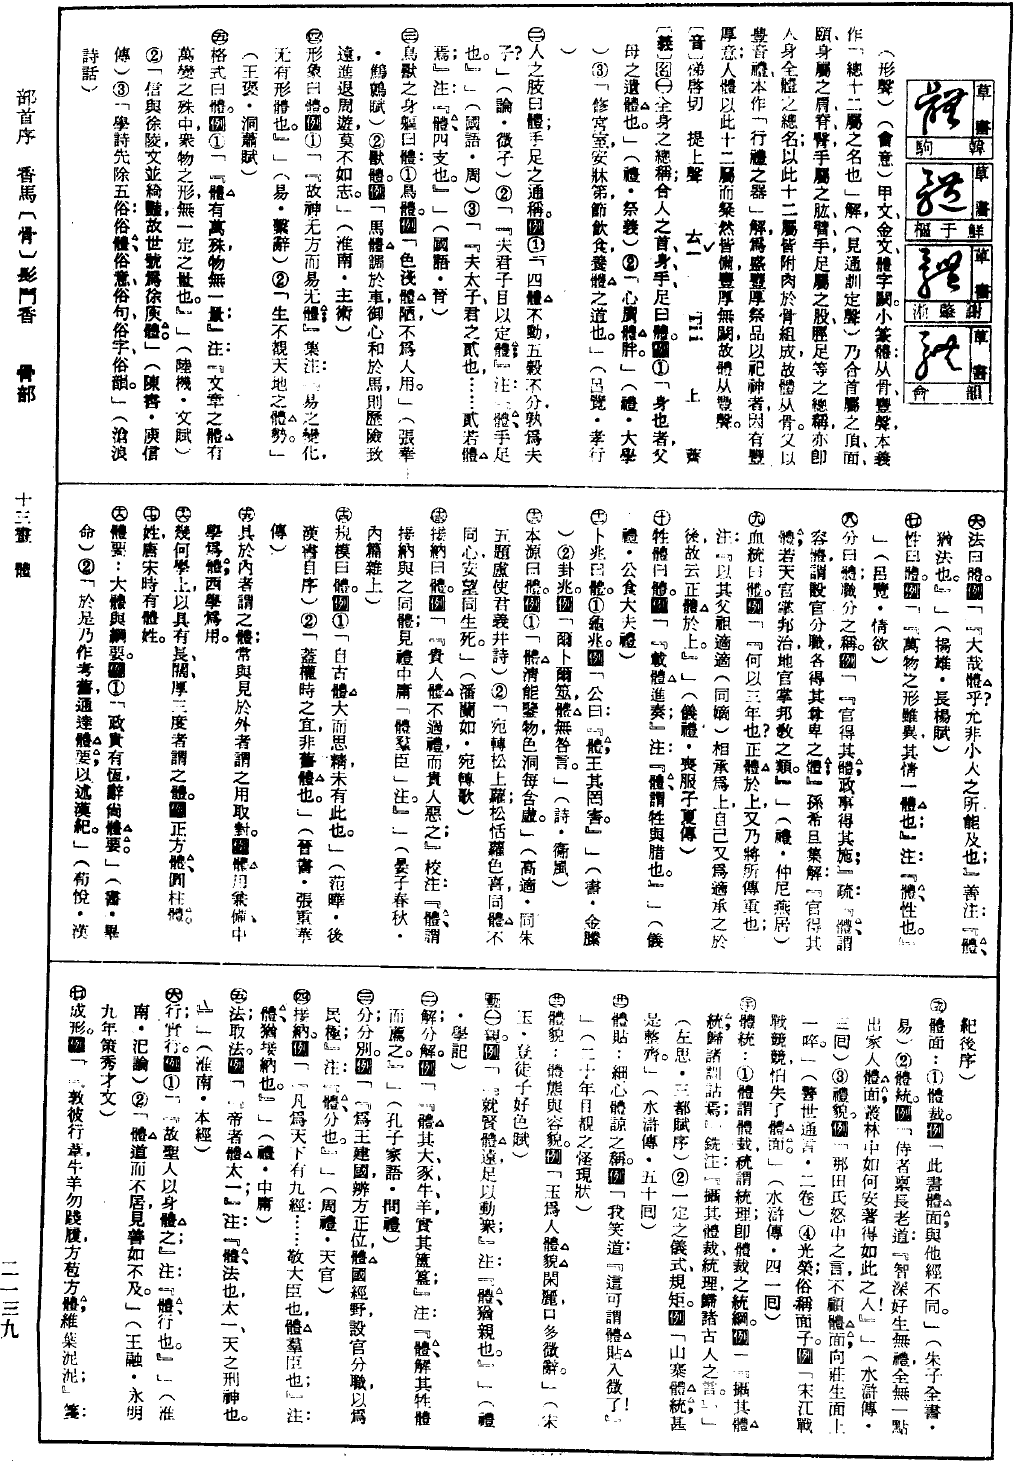 草書 韓駒
草書 鮮于樞
草書 謝肇淛
草書 韻會
（形聲）（會意）甲文、金文、體字闕。小篆體：从骨、豐聲，本義
作「總十二屬之名也」解，（見通訓定聲）乃合首屬之頂、面、
頤，身屬之肩、脊、臀，手屬之肱、臂、手，足屬之股、脛、足等之總稱，亦即
人身全體之總名；以此十二屬皆附肉於骨組成，故體从骨。又以
豐音禮，本作「行禮之器」解，爲盛豐厚祭品以祀神者，因有豐
厚意；人體以此十二屬而粲然皆備，豐厚無闕，故體从豐聲。
音 梯啓切 提上聲 ㄊㄧˇ 上 薺
義 名 ㊀全身之總稱；合人之首、身、手、足曰體。例①「身也者，父
母之遺體也。」（禮・祭義）②「心廣體胖。」（禮・大學
）③「修宮室，安牀笫，節飲食，養體之道也。」（呂覽・孝行
）
㊁人之肢曰體；手足之通稱。例①「四體不動，五穀不分，孰爲夫
子？」（論・微子）②「『夫君子目以定體』注：『體，手足
也。』」（國語・周）③「『夫太子，君之貳也，……貳若體
焉』注：『體，四支也。』」（國語・晉）
㊂鳥獸之身軀曰體：①鳥體。例「色淺體陋，不爲人用。」（張華
・鷦鷯賦）②獸體。例「馬體調於車，御心和於馬，則歷險致
遠，進退周遊，莫不如志。」（淮南・主術）
㊃形象曰體。例①「『故神无方而易无體』集注：『易之變化，
无有形體也。』」（易・繫辭）②「生不覩天地之體勢。」
（王褒・洞簫賦）
㊄格式曰體。例①「『體有萬殊，物無一量』注：『文章之體有
萬變之殊，中衆物之形，無一定之量也。』」（陸機・文賦）
②「信與徐陵，文並綺豔，故世號爲徐庾體。」（陳書・庾信
傳）③「學詩先除五俗：俗體、俗意、俗句、俗字、俗韻。」（滄浪
詩話）
㊅法曰體。例「『大哉體乎？允非小人之所能及也』善注：『體，
猶法也。』」（揚雄・長楊賦）
㊆性曰體。例「『萬物之形雖異，其情一體也』注：『體，性也。』
」（呂覽・情欲）
㊇分曰體；職分之稱。例「『官得其體，政事得其施』疏：『體謂
容體，謂設官分職，各得其尊卑之體』孫希旦集解：『官得其
體，若天官掌邦治，地官掌邦敎之類。』」（禮・仲尼燕居）
㊈血統曰體。例「『何以三年也？正體於上，又乃將所傳重也』
注：『以其父祖適適（同嫡）相承爲上，自己又爲適承之於
後，故云正體於上。』」（儀禮・喪服子夏傳）
㊉牲體曰體。例「『載體進奏』注：『體謂牲與腊也。』」（儀
禮・公食大夫禮）
⑪卜兆曰體：①龜兆。例「公曰：『體，王其罔害』」（書・金縢
）②卦兆。例「爾卜爾筮，體無咎言。」（詩・衛風）
⑫本源曰體。例①「體淸能鑒物，色洞每含虛。」（高適・同朱
五題盧使君義井詩）②「宛轉松上蘿，松恬蘿色喜；同體不
同心，安望同生死。」（潘蘭如・宛轉歌）
⑬接納曰體。例「『貴人體不過禮，而貴人惡之』校注：『體謂
接納，與之同體；見禮中庸「體羣臣」注。』」（晏子春秋・
內篇雜上）
⑭規模曰體。例①「自古體大而思精，未有此也。」（范曄・後
漢書自序）②「蓋權時之宜，非舊體也。」（晉書・張重華
傳）
⑮具於內者謂之體；常與見於外者謂之用取對。例體用兼備、中
學爲體，西學爲用。
⑯幾何學上以具有長、闊、厚三度者謂之體。例正方體、圓柱體。
⑰姓；唐宋時有體姓。
⑱體要：大體與綱要。例①「政貴有恆，辭尙體要。」（書・畢
命）②「於是乃作考舊，通達體要，以述漢紀。」（荀悅・漢
紀後序）
⑲體面：①體裁。例「此書體面與他經不同。」（朱子全書・
易）②體統。例「侍者稟長老道：『智深好生無禮，全無一點
出家人體面，叢林中如何安著得如此之人！』」（水滸傳・
三囘）③禮貌。例「那田氏怒中之言，不顧體面，向莊生面上
一啐」（警世通言・二卷）④光榮；俗稱面子。例「宋江戰
戰兢兢，怕失了體面。」（水滸傳・四一囘）
⑳體統：①體謂體裁，統謂統理；卽體裁之統綱。例「『攝其體
統，歸諸訓詁焉』銑注：『攝其體裁統理，歸諸古人之言。』」
（左思・三都賦序）②一定之儀式規矩。例「山寨體統，甚
是整齊。」（水滸傳・五十囘）
㉑體貼：細心體諒之稱。例「我笑道：『這可謂體貼入微了！』
」（二十年目覩之怪現狀）
㉒體貌：體態與容貌。例「玉爲人體貌閑麗，口多微辭。」（宋
玉・登徒子好色賦）
動 ㊀親。例「『就賢體遠，足以動衆』注：『體猶親也。』」（禮
・學記）
㊁解分解。例「『體其大豕牛羊，實其簠簋』注：『體，解其牲體
而薦之。』」（孔子家語・問禮）
㊂分分別。例「『爲王建國，辨方正位，體國經野，設官分職，以爲
民極』注：『體，分也。』」（周禮・天官）
㊃接納。例「『凡爲天下有九經：……敬大臣也，體羣臣也』注：
『體猶接納也。』」（禮・中庸）
㊄法取法。例「『帝者體太一』注：『體，法也，太一，天之刑神也。
』」（淮南・本經）
㊅行實行。例①「『故聖人以身體之』注：『體，行也。』」（淮
南・氾論）②「體道而不居，見善如不及。」（王融・永明
九年策秀才文）
㊆成形。例「『敦彼行葦，牛羊勿踐履，方苞方體，維葉泥泥』箋：
部首序 香馬〔骨〕髟鬥鬯 骨部 十三畫 體 二一三九